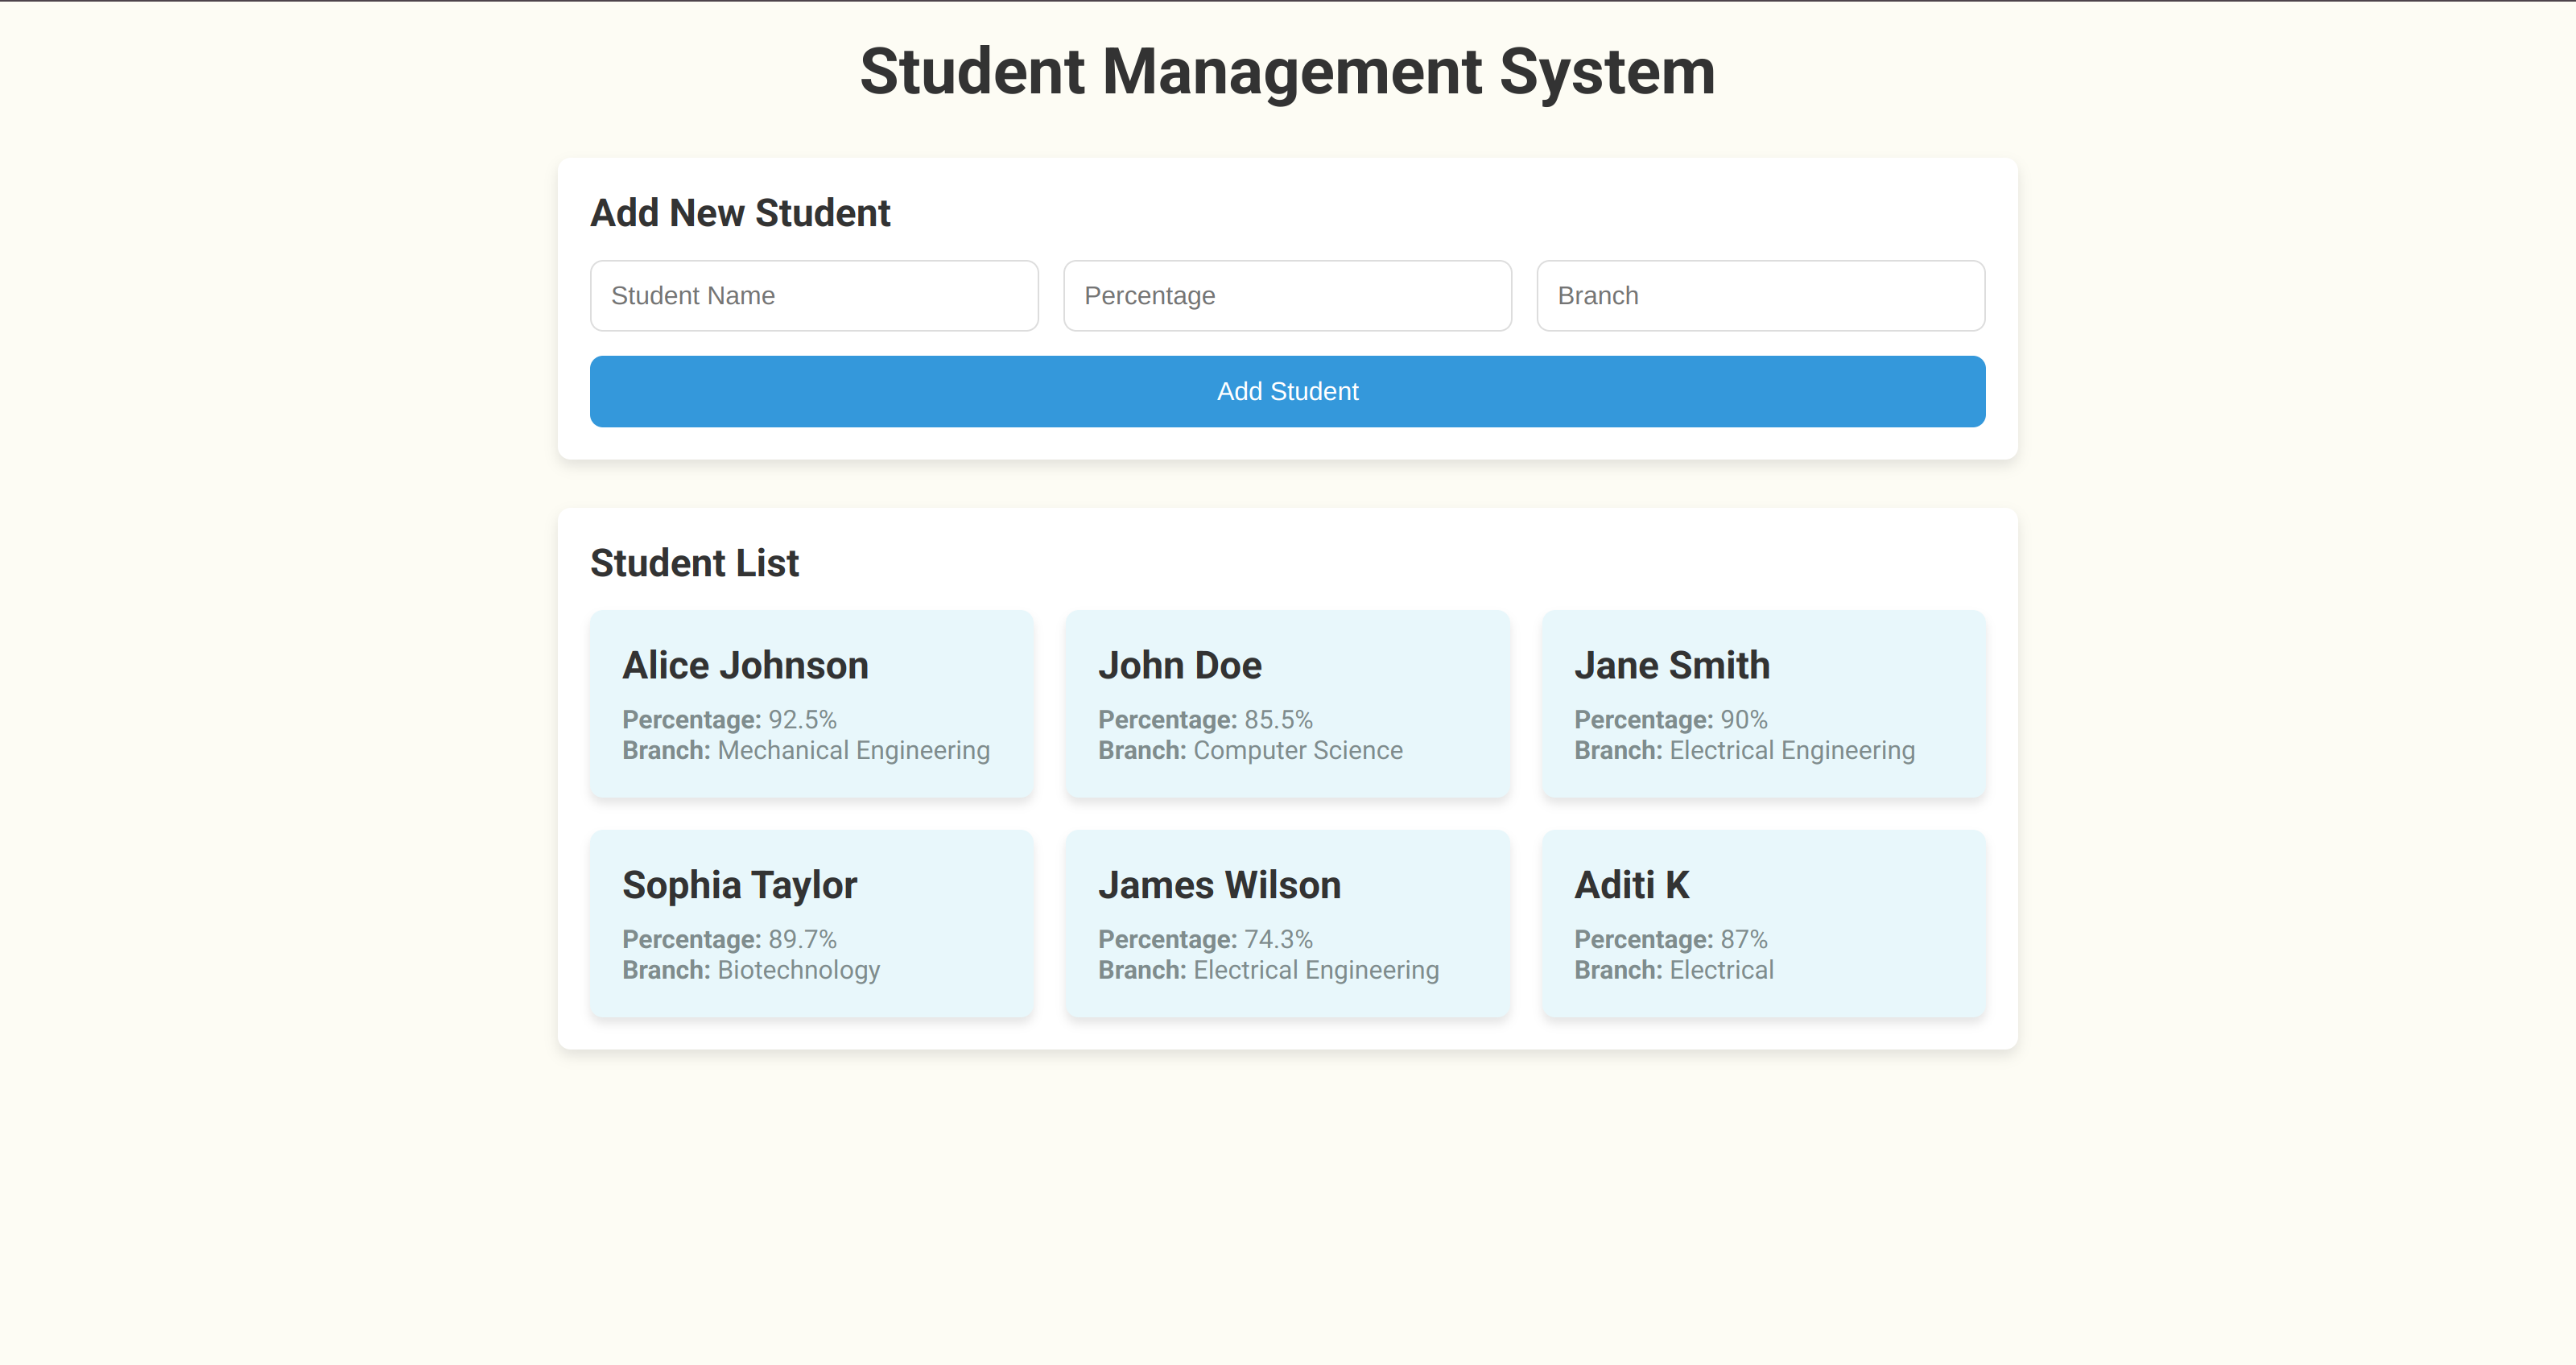 Student Management System
Add New Student
Student Name
Percentage
Branch
Add Student
Student List
Alice Johnson
Percentage: 92.5%
Branch: Mechanical Engineering
John Doe
Percentage: 85.5%
Branch: Computer Science
Jane Smith
Percentage: 90%
Branch: Electrical Engineering
Sophia Taylor
Percentage: 89.7%
Branch: Biotechnology
James Wilson
Percentage: 74.3%
Branch: Electrical Engineering
Aditi K
Percentage: 87%
Branch: Electrical